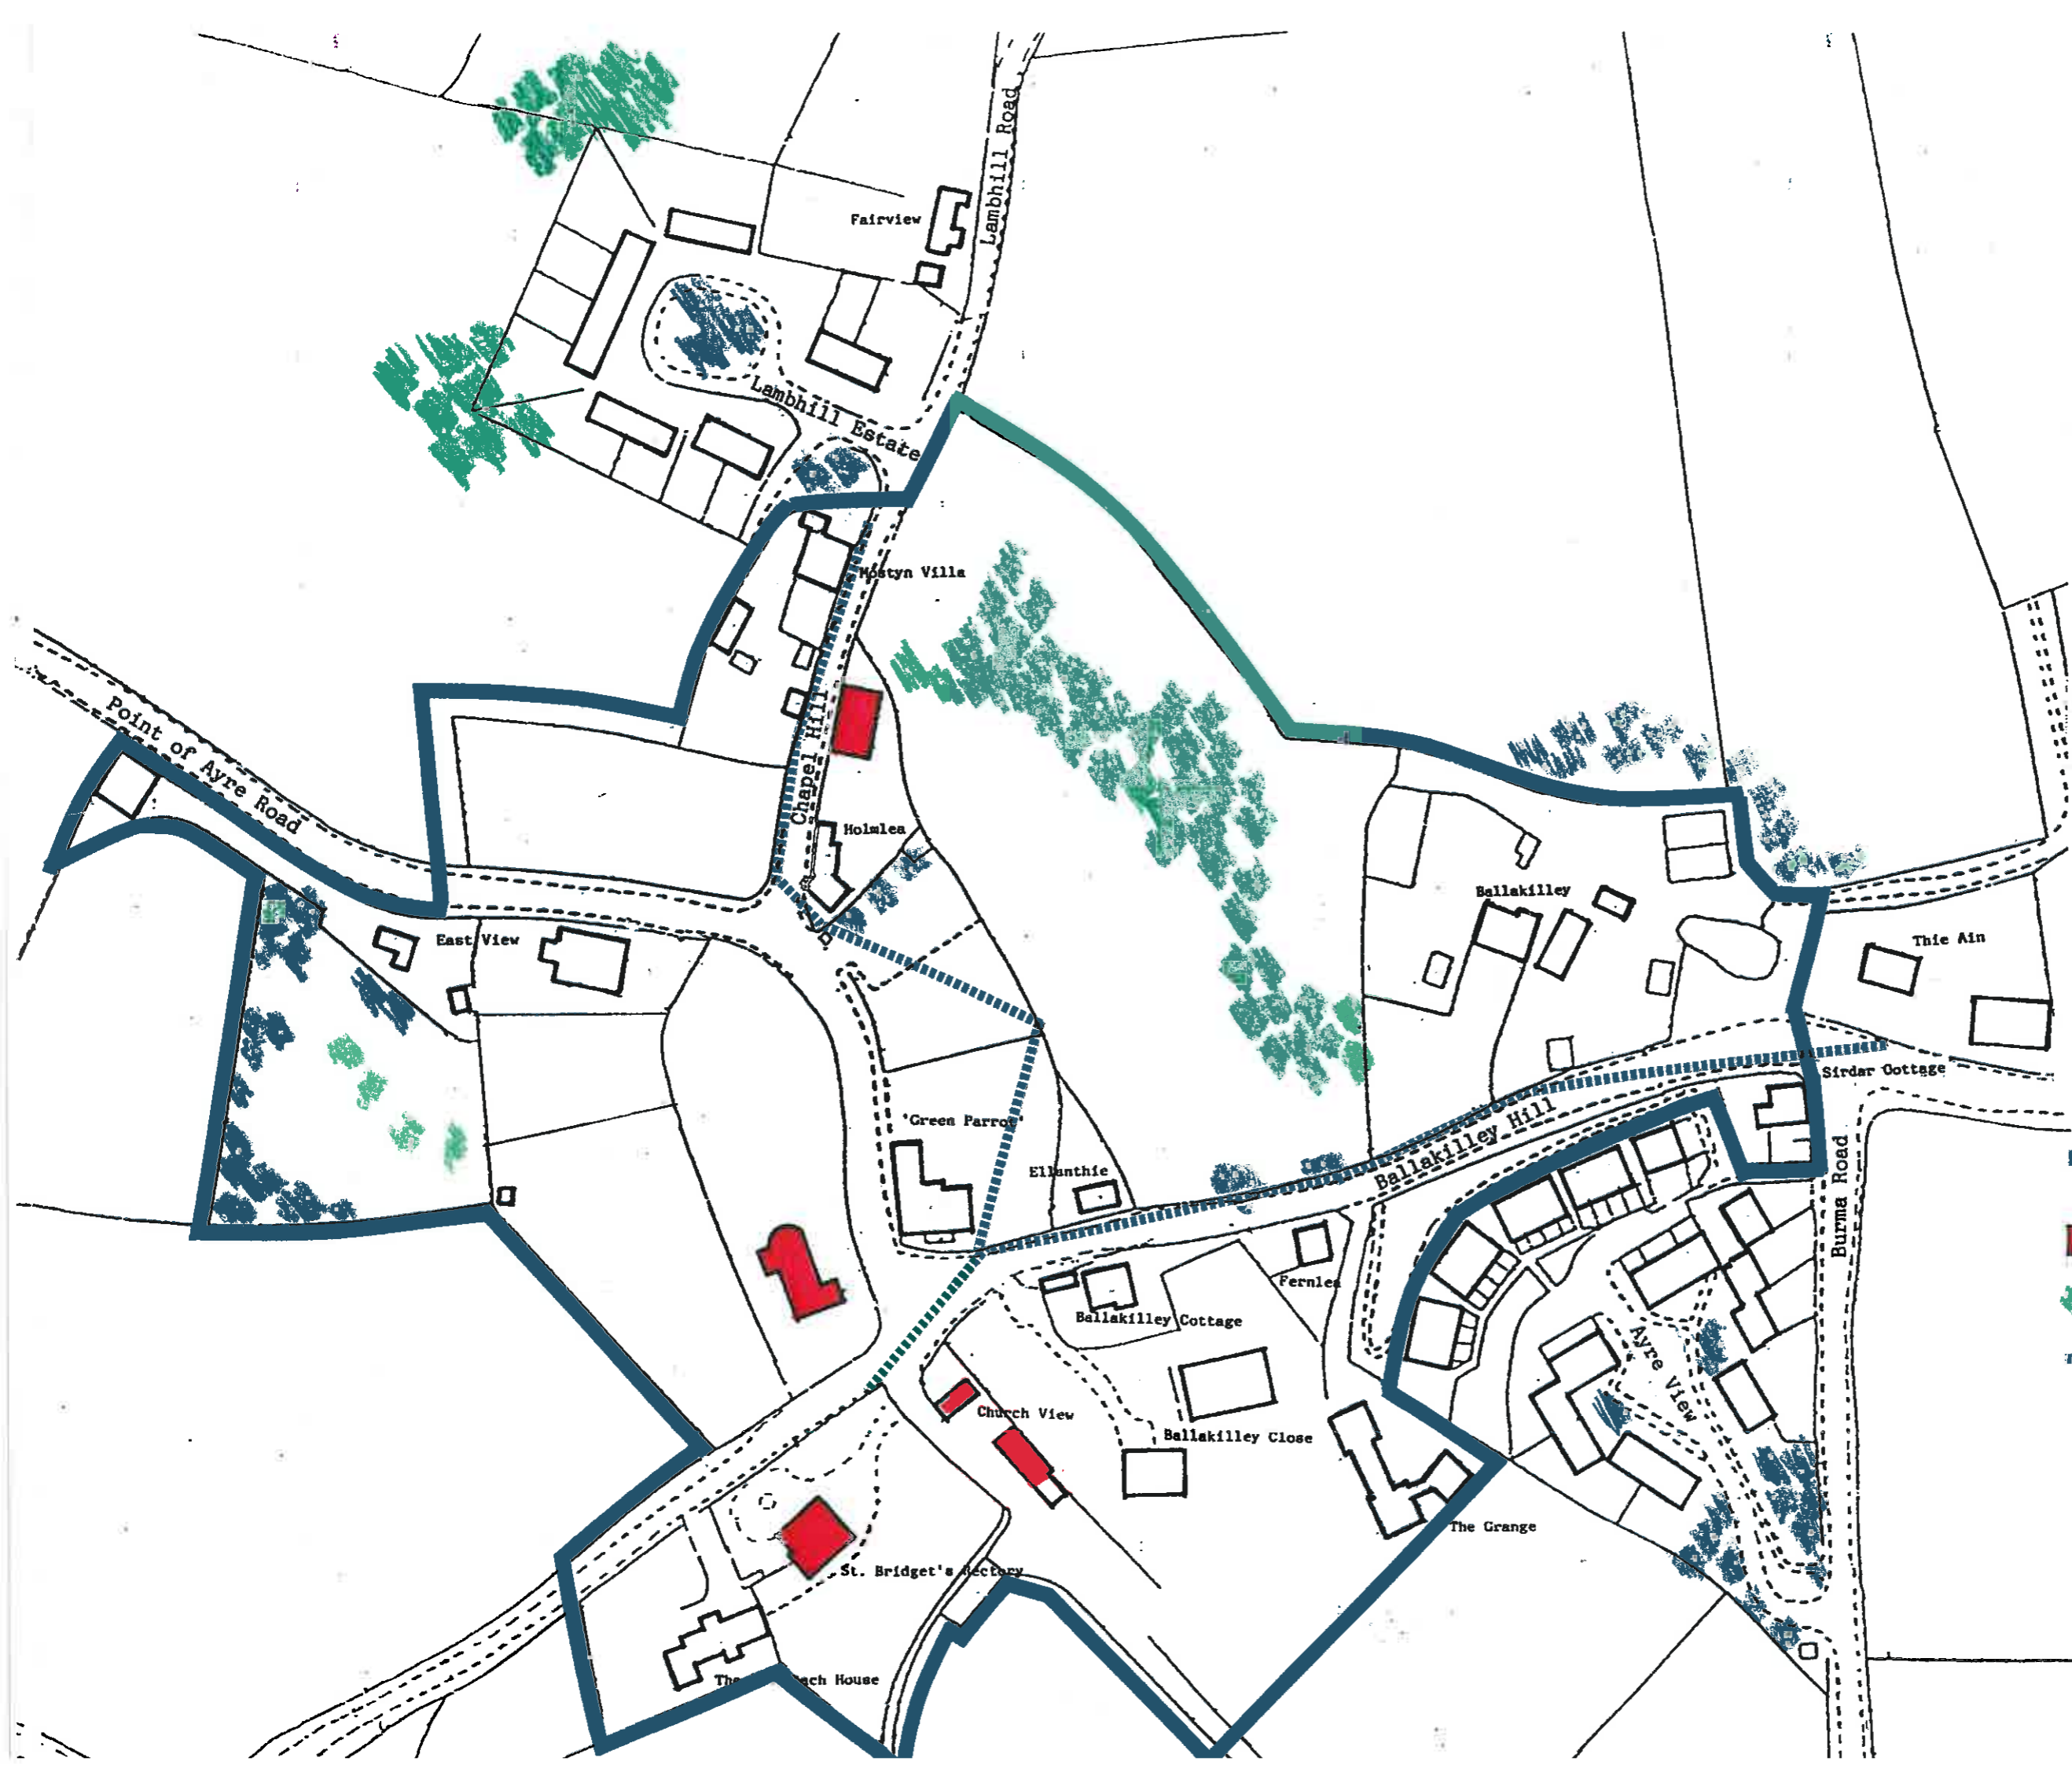 Lambhill Road
Fairview
Lambhill Estate
Mostyn Villa
Point of Ayre Road
Chapel Hill
Holmlea
East View
Ballakilley
Thie Ain
Sirdar Cottage
'Green Parrot'
Ellanthie
Ballakilley Hill
Burma Road
Fernlea
Ballakilley Cottage
Ayre View
Church View
Ballakilley Close
The Grange
St. Bridget's Rectory
ach House